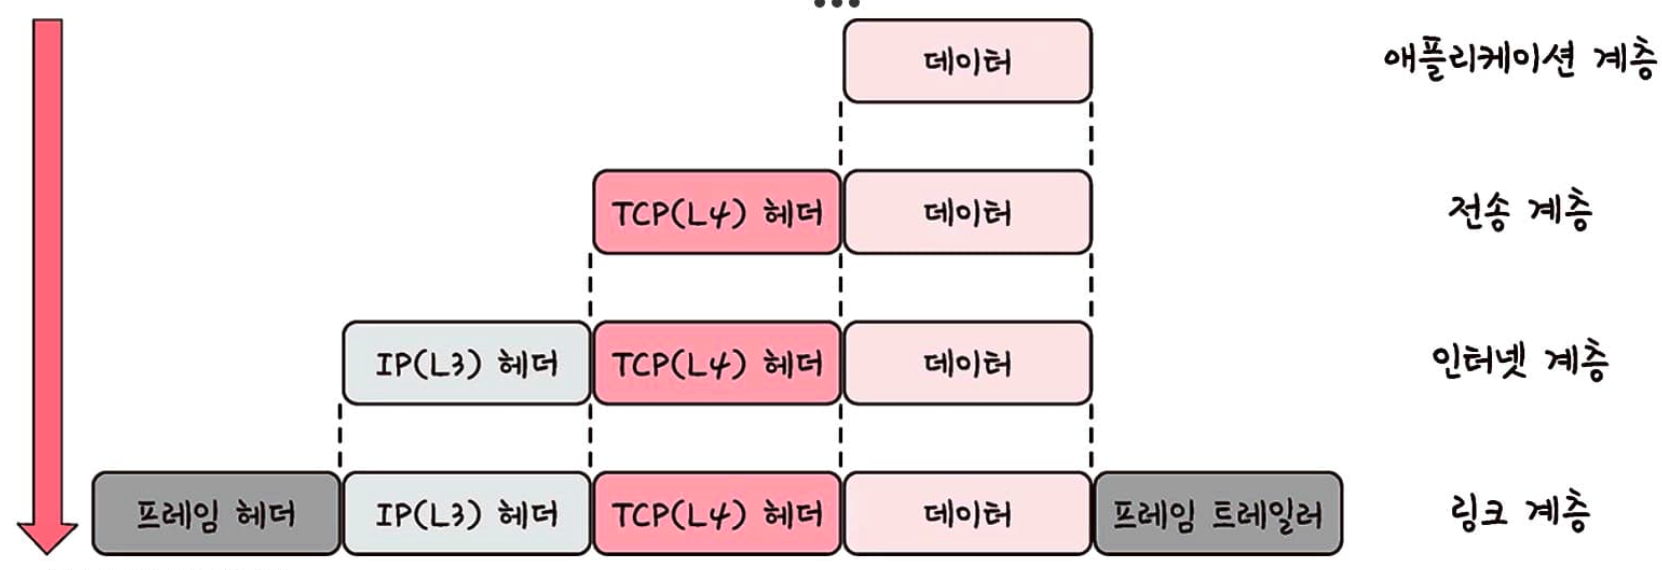 데이터 애플리케이션 계층
TCP(L4) 헤더 데이터 전송 계층
IP(L3) 헤더 TCP(L4) 헤더 데이터 인터넷 계층
프레임 헤더 IP(L3) 헤더 TCP(L4) 헤더 데이터 프레임 트레일러 링크 계층